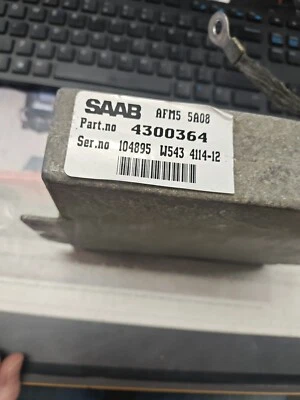 SAAB AFM5 5A08
Part.no 4300364
Ser.no 104895 W543 4114-12